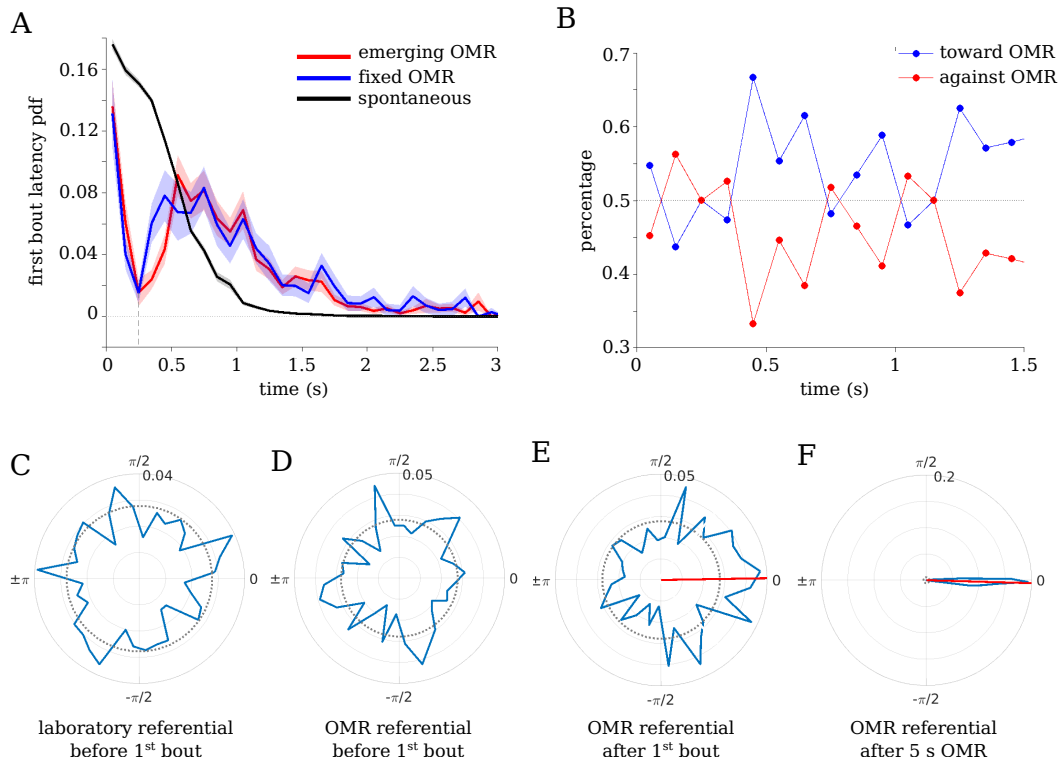 A
emerging OMR
fixed OMR
spontaneous
first bout latency pdf
0.16
0.12
0.08
0.04
0
0 0.5 1 1.5 2 2.5 3
time (s)
B
toward OMR
against OMR
percentage
0.7
0.6
0.5
0.4
0.3
0 0.5 1 1.5
time (s)
C
π/2
0.04
±π
0
-π/2
laboratory referential
before 1st bout
D
π/2
0.05
0
-π/2
OMR referential
before 1st bout
E
π/2
0.05
±π
0
-π/2
OMR referential
after 1st bout
F
π/2
0.2
±π
0
-π/2
OMR referential
after 5 s OMR